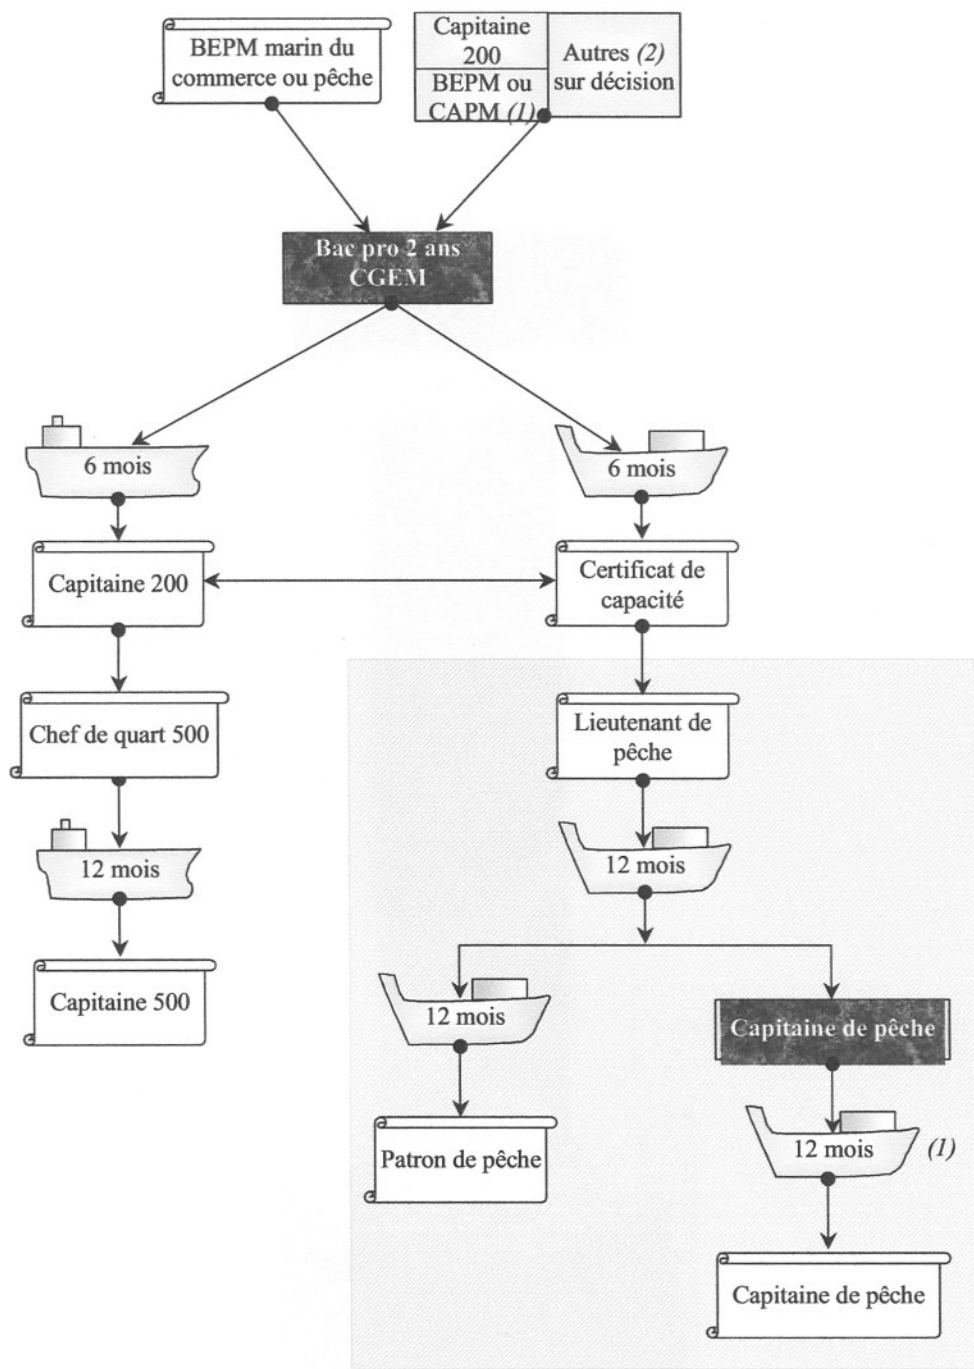 BEPM marin du
commerce ou pêche
Capitaine
200
BEPM ou
CAPM (1)
Autres (2)
sur décision
Bac pro 2 ans
CGEM
6 mois
6 mois
Capitaine 200
Certificat de
capacité
Chef de quart 500
Lieutenant de
pêche
12 mois
12 mois
Capitaine 500
12 mois
Capitaine de pêche
Patron de pêche
12 mois
(1)
Capitaine de pêche